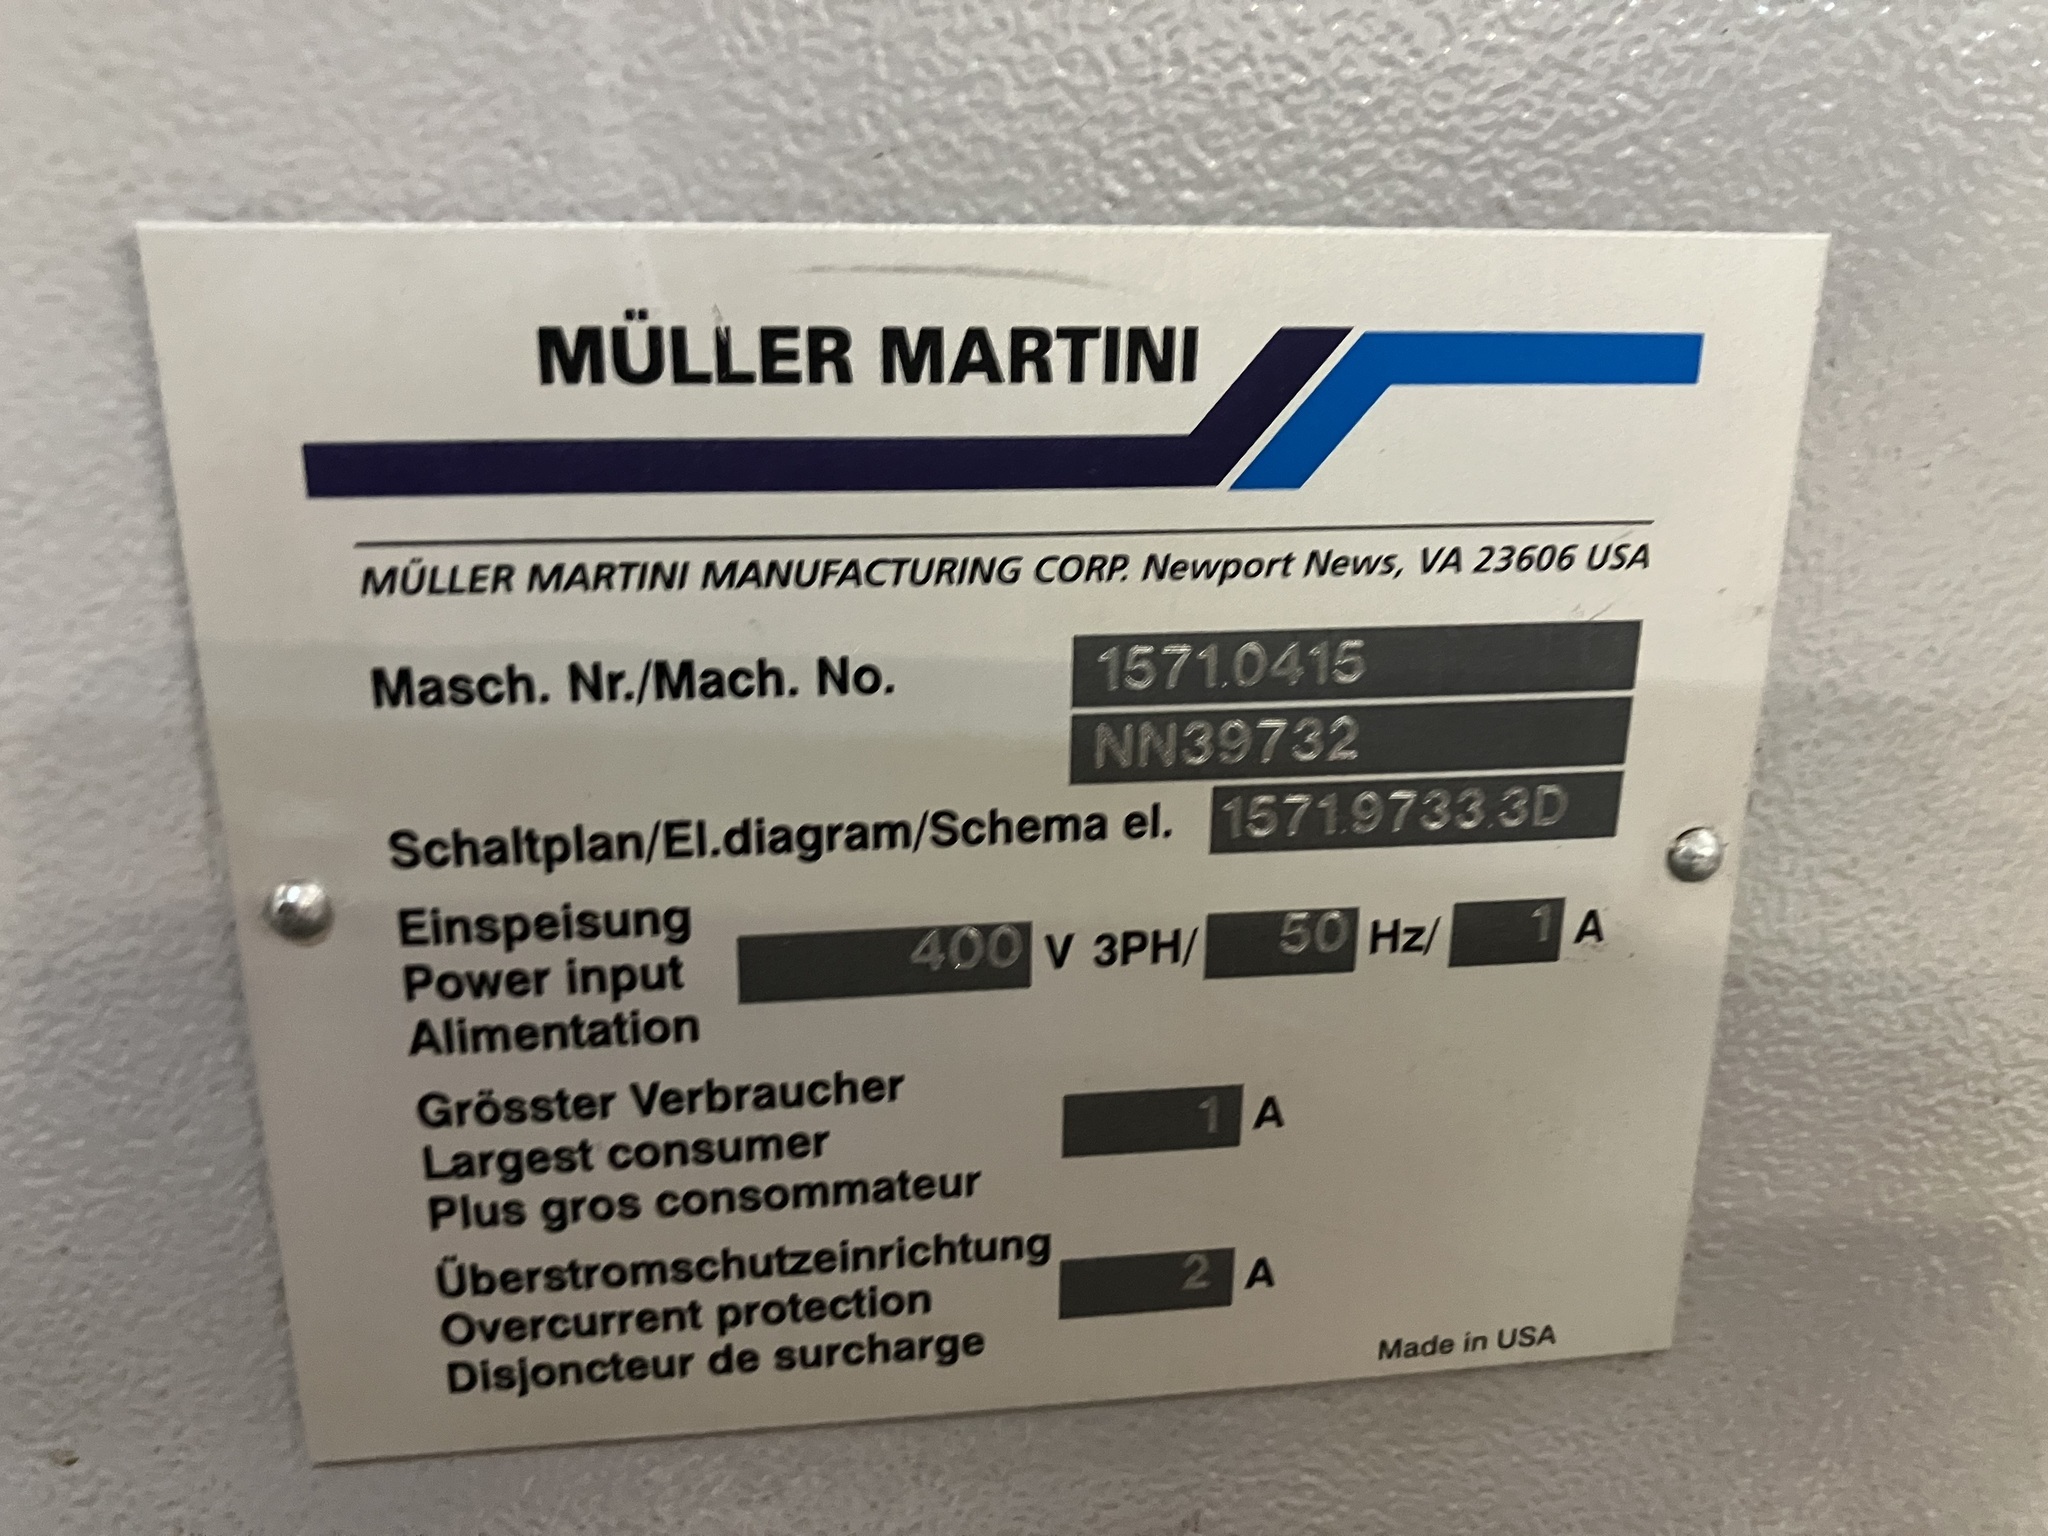 MÜLLER MARTINI
MÜLLER MARTINI MANUFACTURING CORP. Newport News, VA 23606 USA
Masch. Nr./Mach. No. 1571.0415
NN39732
Schaltplan/El.diagram/Schema el. 1571.9733.3D
Einspeisung
Power input 400 V 3PH/ 50 Hz/ 1 A
Alimentation
Grösster Verbraucher
Largest consumer 1 A
Plus gros consommateur
Überstromschutzeinrichtung
Overcurrent protection 2 A
Disjoncteur de surcharge
Made in USA